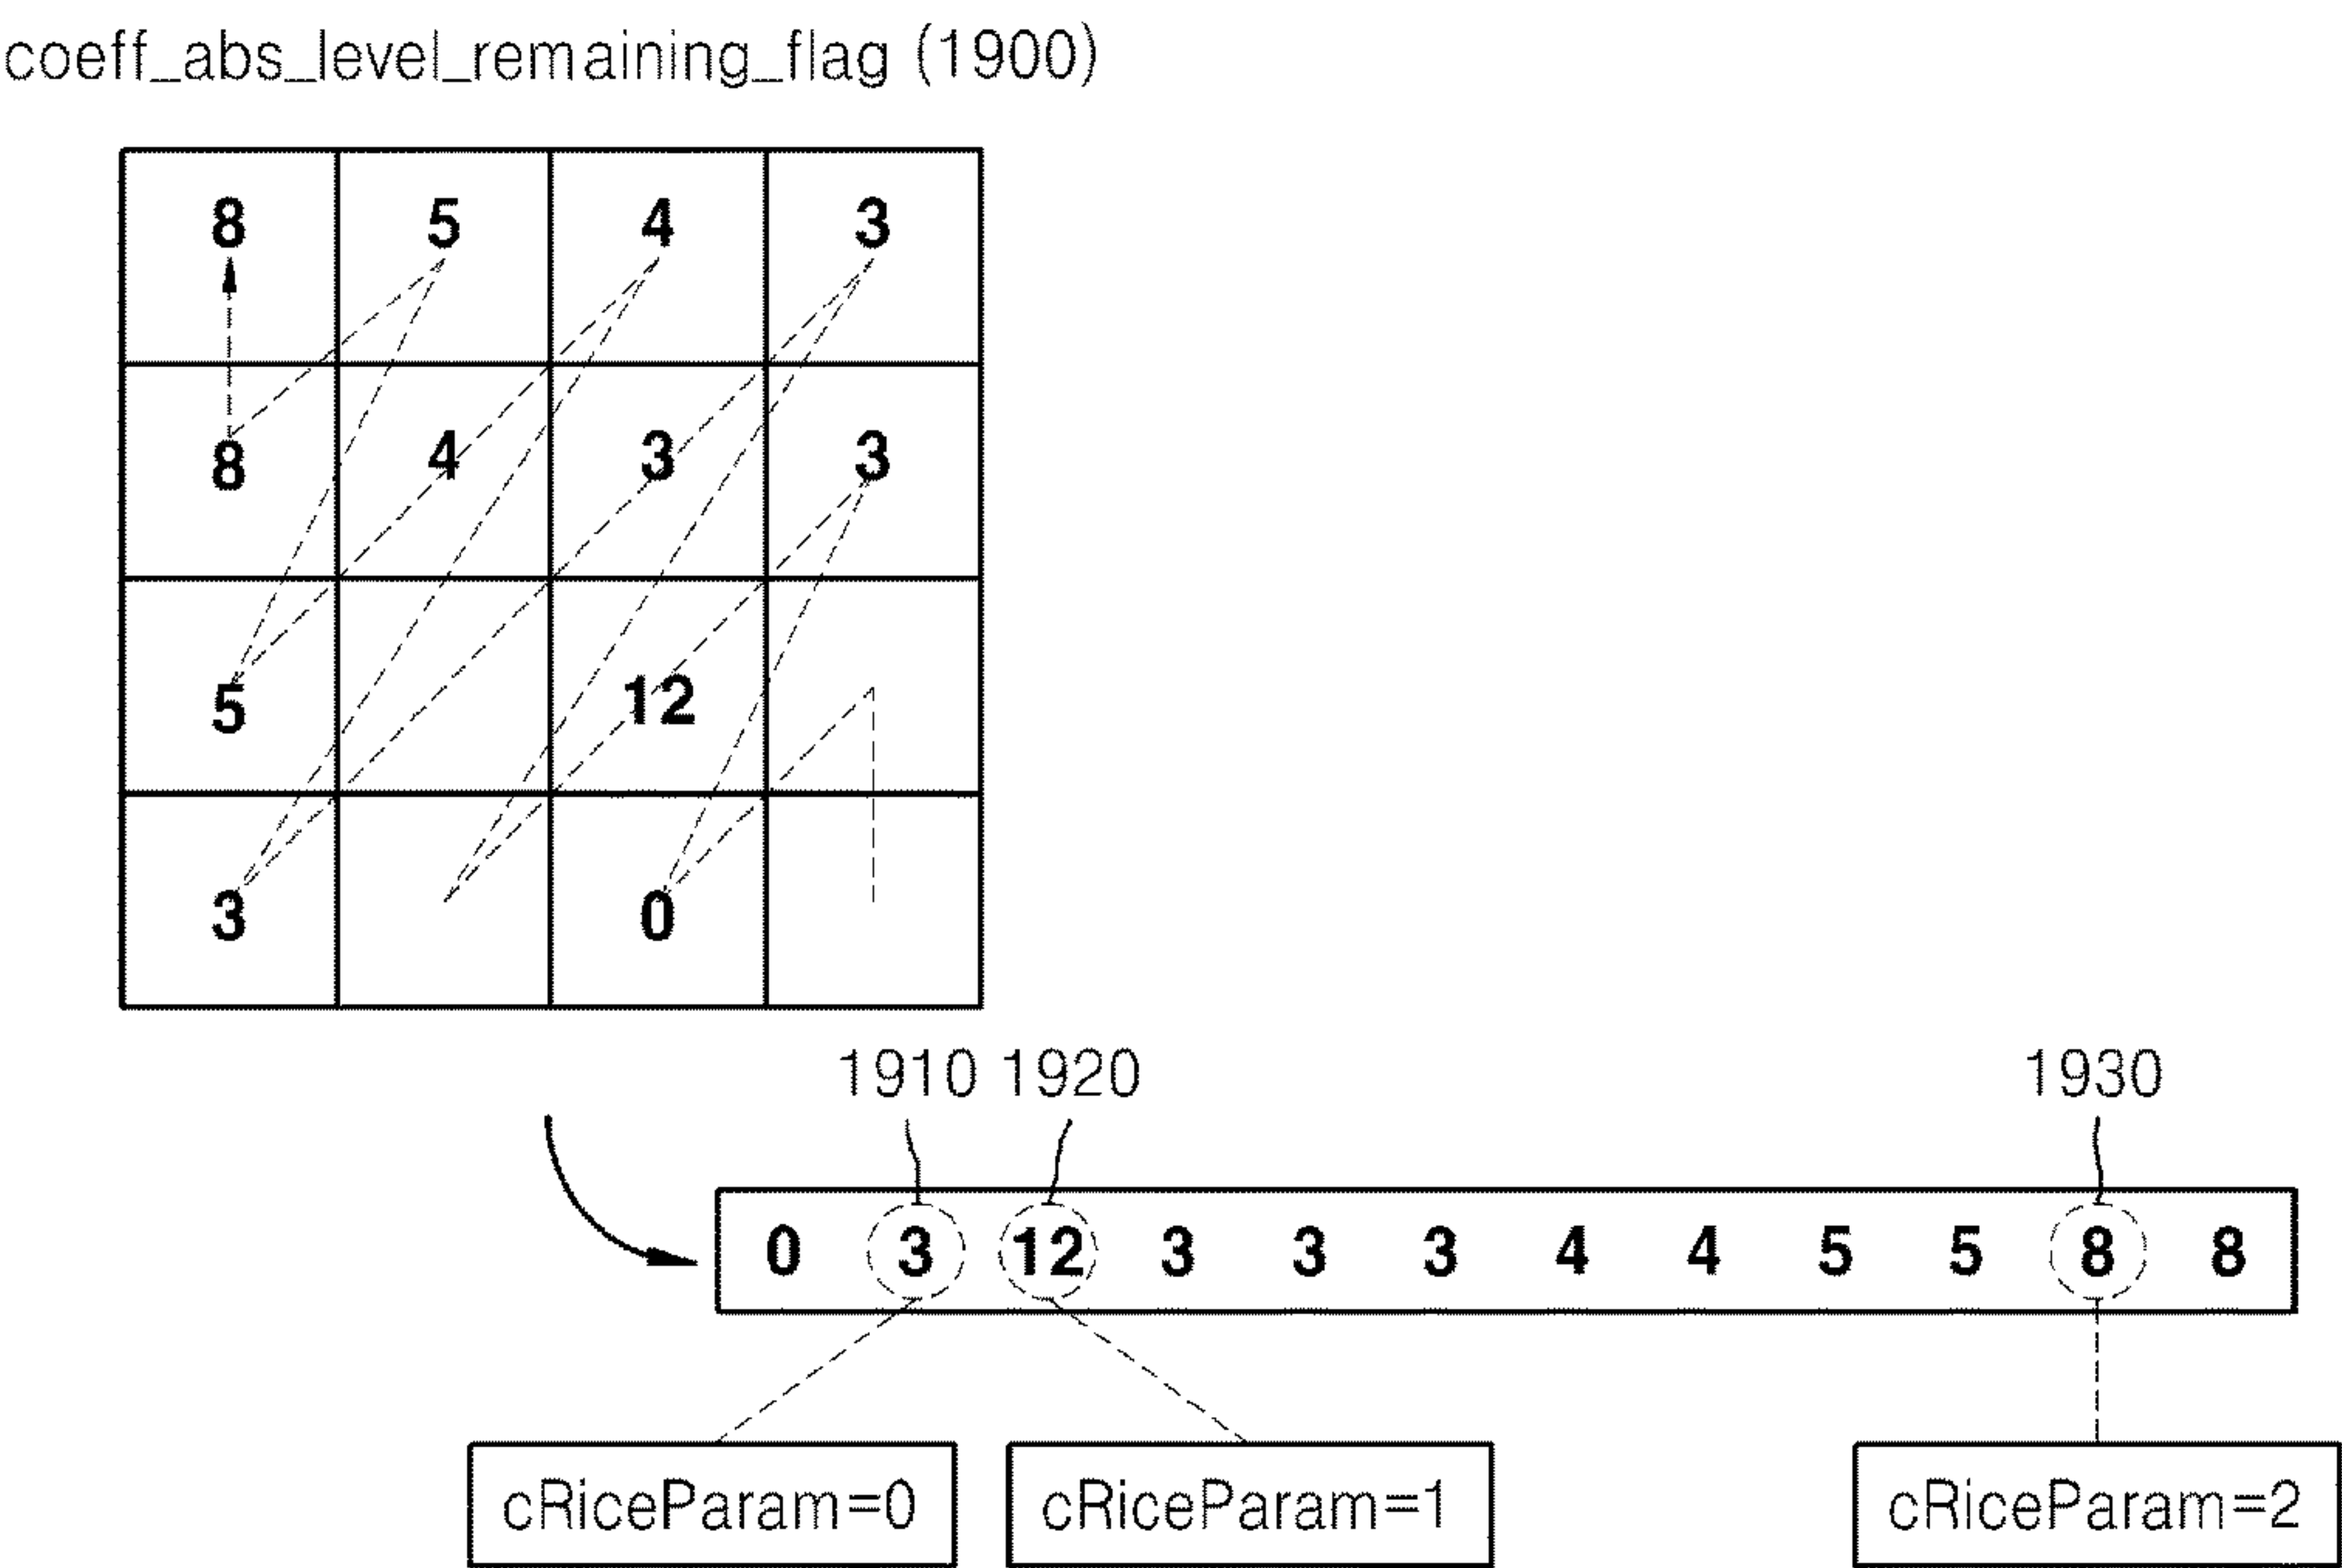 coeff_abs_level_remaining_flag (1900)
8 5 4 3
8 4 3 3
5 12
3 0
1910 1920 1930
0 3 12 3 3 3 4 4 5 5 8 8
cRiceParam=0 cRiceParam=1 cRiceParam=2